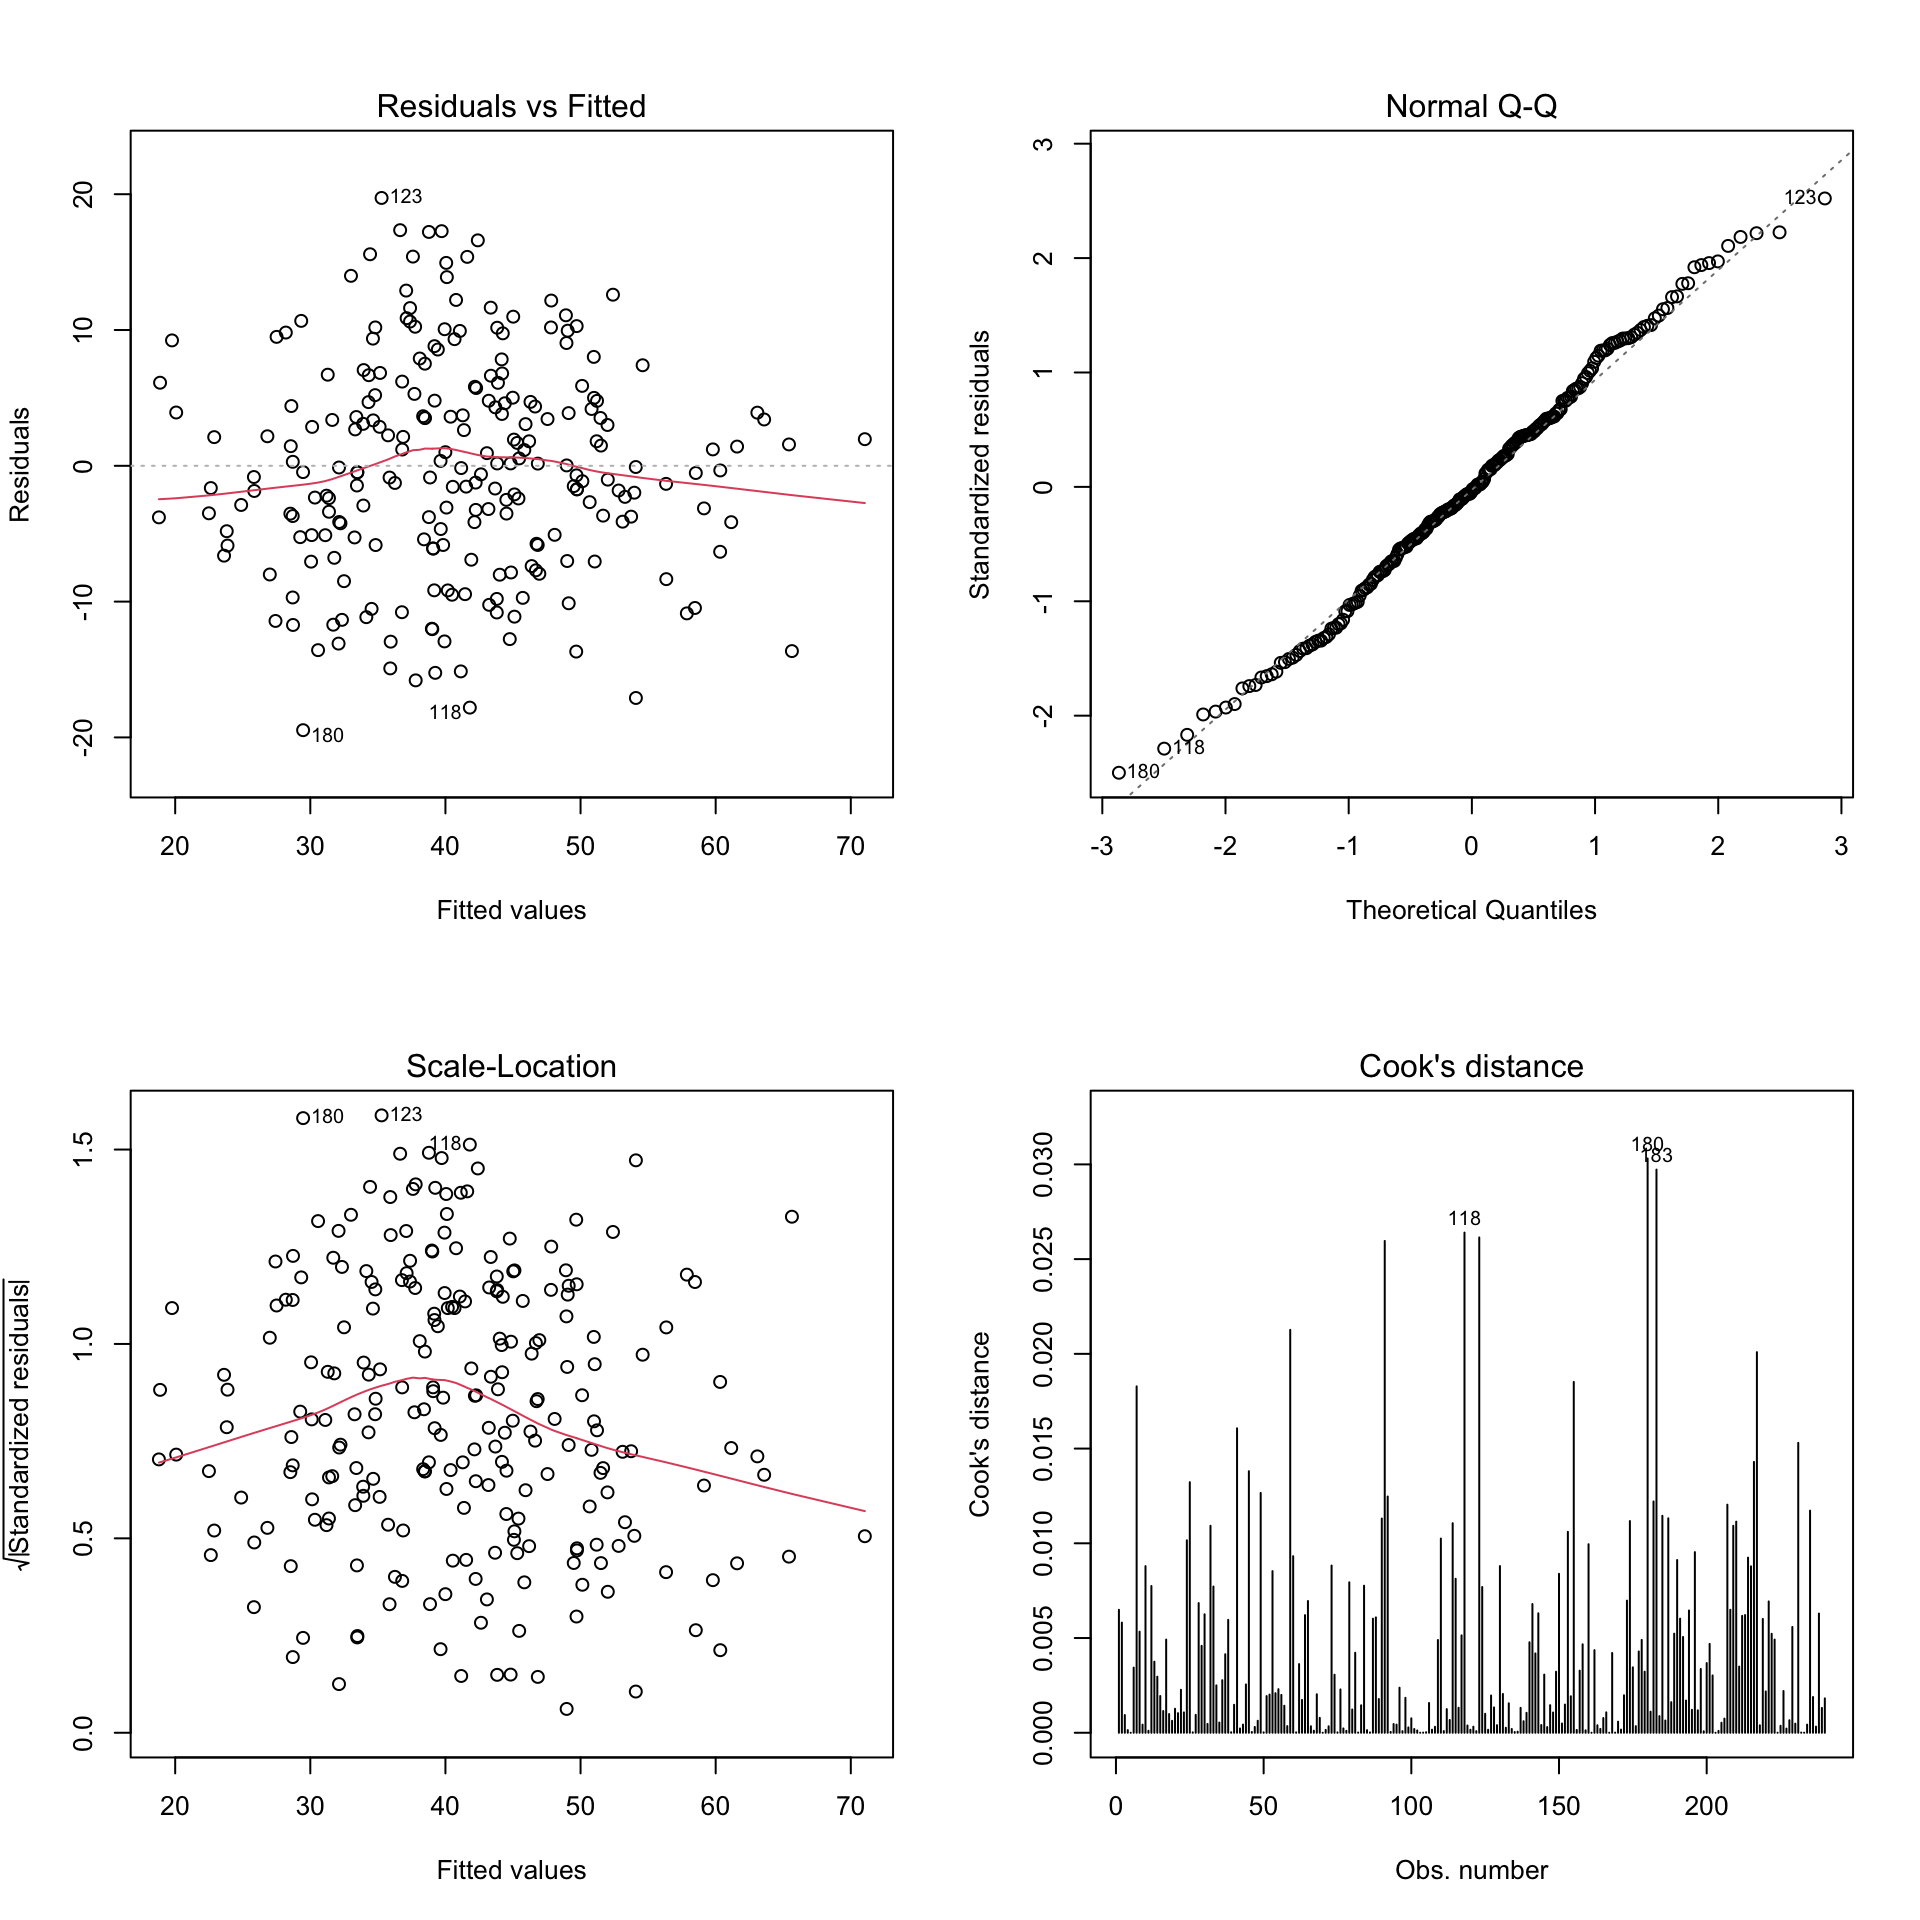 Residuals vs Fitted
Residuals
20
10
0
-10
-20
123
118
180
20 30 40 50 60 70
Fitted values
Normal Q-Q
Standardized residuals
3
2
1
0
-1
-2
123
118
180
-3 -2 -1 0 1 2 3
Theoretical Quantiles
Scale-Location
√|Standardized residuals|
1.5
1.0
0.5
0.0
180 123
118
20 30 40 50 60 70
Fitted values
Cook's distance
Cook's distance
0.030
0.025
0.020
0.015
0.010
0.005
0.000
180
183
118
0 50 100 150 200
Obs. number